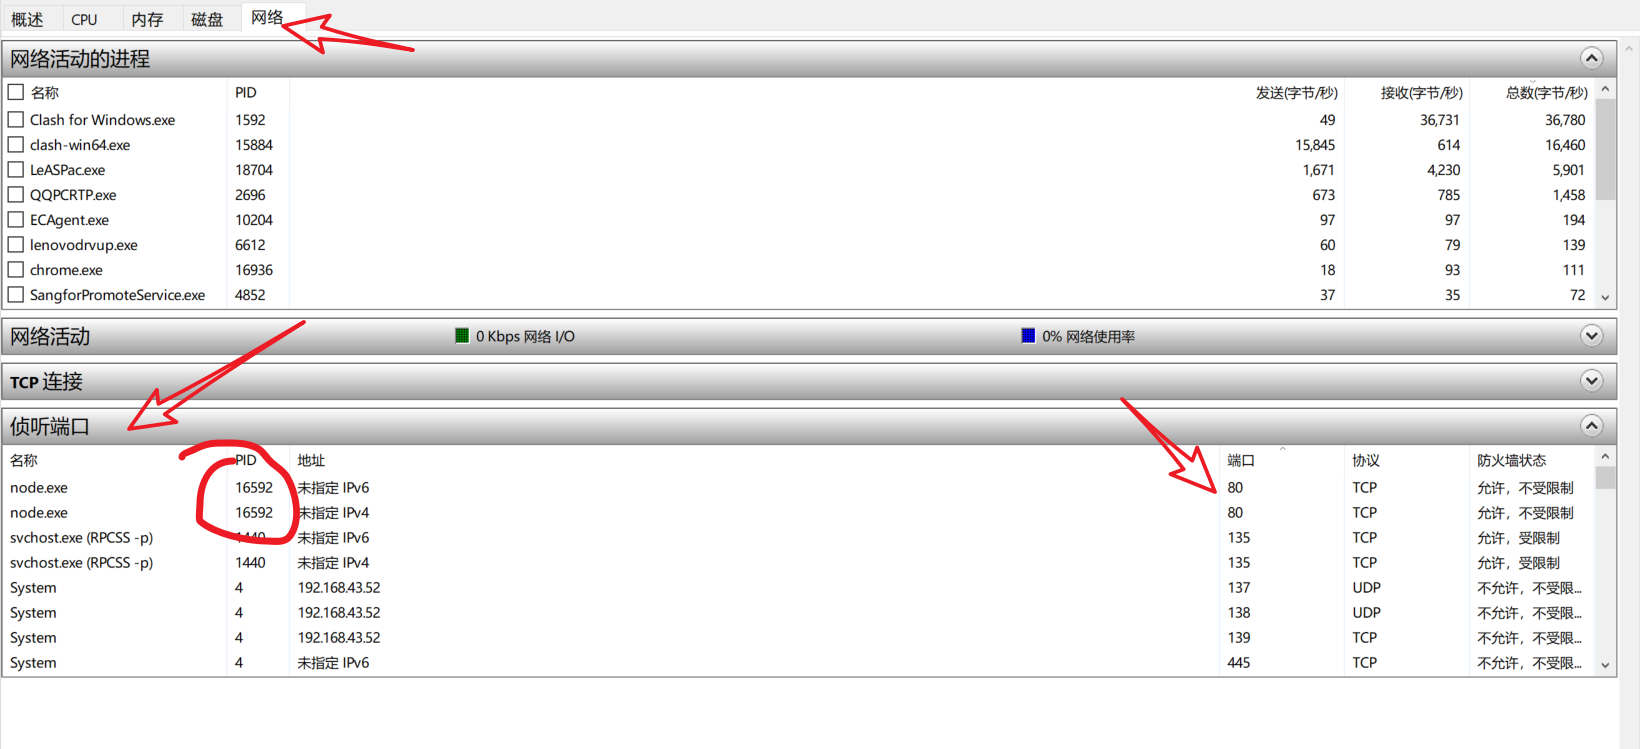 概述 CPU 内存 磁盘 网络
网络活动的进程
名称 PID 发送(字节/秒) 接收(字节/秒) 总数(字节/秒)
Clash for Windows.exe 1592 49 36,731 36,780
clash-win64.exe 15884 15,845 614 16,460
LeASPac.exe 18704 1,671 4,230 5,901
QQPCRTP.exe 2696 673 785 1,458
ECAgent.exe 10204 97 97 194
lenovodrvup.exe 6612 60 79 139
chrome.exe 16936 18 93 111
SangforPromoteService.exe 4852 37 35 72
网络活动 0 Kbps 网络 I/O 0% 网络使用率
TCP 连接
侦听端口
名称 PID 地址 端口 协议 防火墙状态
node.exe 16592 未指定 IPv6 80 TCP 允许，不受限制
node.exe 16592 未指定 IPv4 80 TCP 允许，不受限制
svchost.exe (RPCSS -p) 1440 未指定 IPv6 135 TCP 允许，受限制
svchost.exe (RPCSS -p) 1440 未指定 IPv4 135 TCP 允许，受限制
System 4 192.168.43.52 137 UDP 不允许，不受限...
System 4 192.168.43.52 138 UDP 不允许，不受限...
System 4 192.168.43.52 139 TCP 不允许，不受限...
System 4 未指定 IPv6 445 TCP 不允许，不受限...